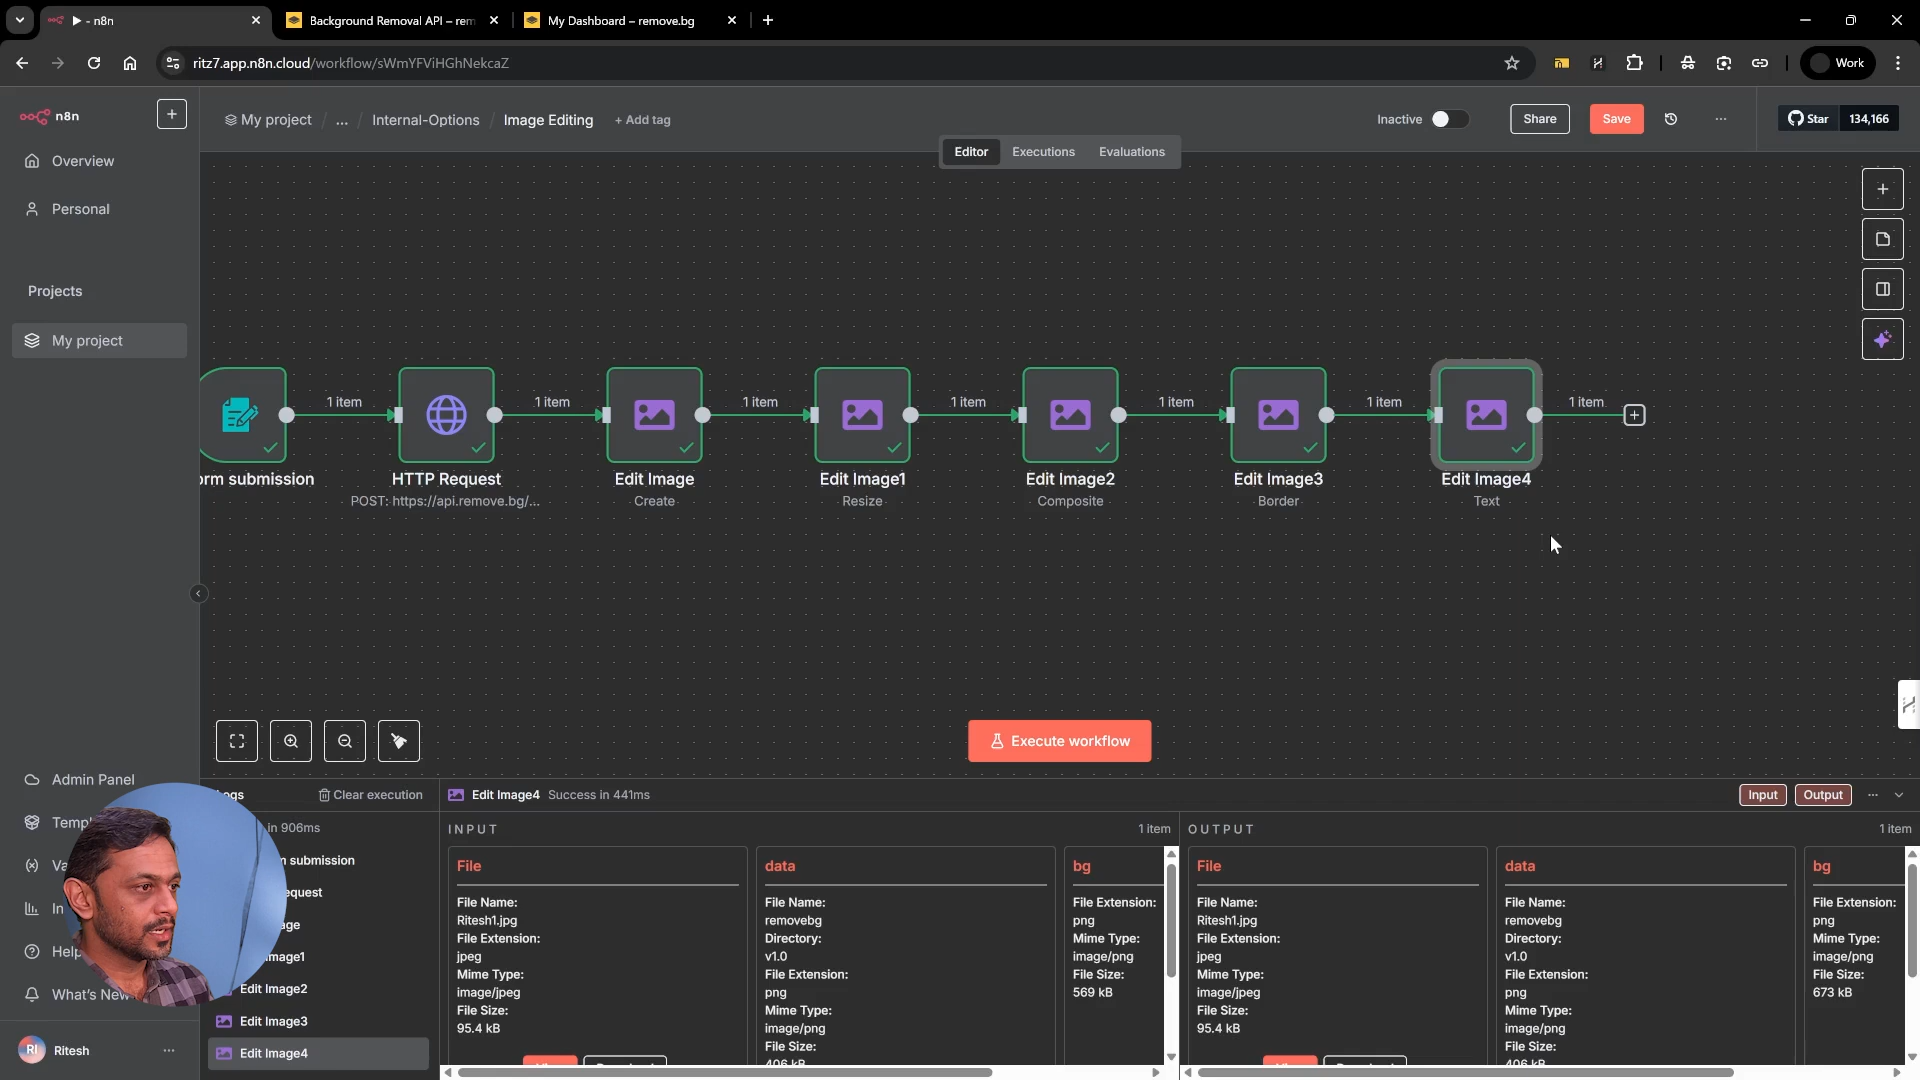 - n8n
Background Removal API – rem
My Dashboard – remove.bg
ritz7.app.n8n.cloud/workflow/sWmYFViHGhNekcaZ
Work
n8n
My project / ... / Internal-Options / Image Editing + Add tag
Inactive
Share
Save
Star 134,166
Editor Executions Evaluations
Overview
Personal
Projects
My project
1 item
1 item
1 item
1 item
1 item
1 item
1 item
orm submission
HTTP Request
POST: https://api.remove.bg/...
Edit Image
Create
Edit Image1
Resize
Edit Image2
Composite
Edit Image3
Border
Edit Image4
Text
Execute workflow
Admin Panel
Templ
Va
In
Help
What's New
RI Ritesh
ogs
Clear execution
in 906ms
m submission
equest
age
mage1
Edit Image2
Edit Image3
Edit Image4
Edit Image4 Success in 441ms
Input Output
INPUT 1 item
File
File Name:
Ritesh1.jpg
File Extension:
jpeg
Mime Type:
image/jpeg
File Size:
95.4 kB
data
File Name:
removebg
Directory:
v1.0
File Extension:
png
Mime Type:
image/png
File Size:
bg
File Extension:
png
Mime Type:
image/png
File Size:
569 kB
OUTPUT 1 item
File
File Name:
Ritesh1.jpg
File Extension:
jpeg
Mime Type:
image/jpeg
File Size:
95.4 kB
data
File Name:
removebg
Directory:
v1.0
File Extension:
png
Mime Type:
image/png
File Size:
bg
File Extension:
png
Mime Type:
image/png
File Size:
673 kB